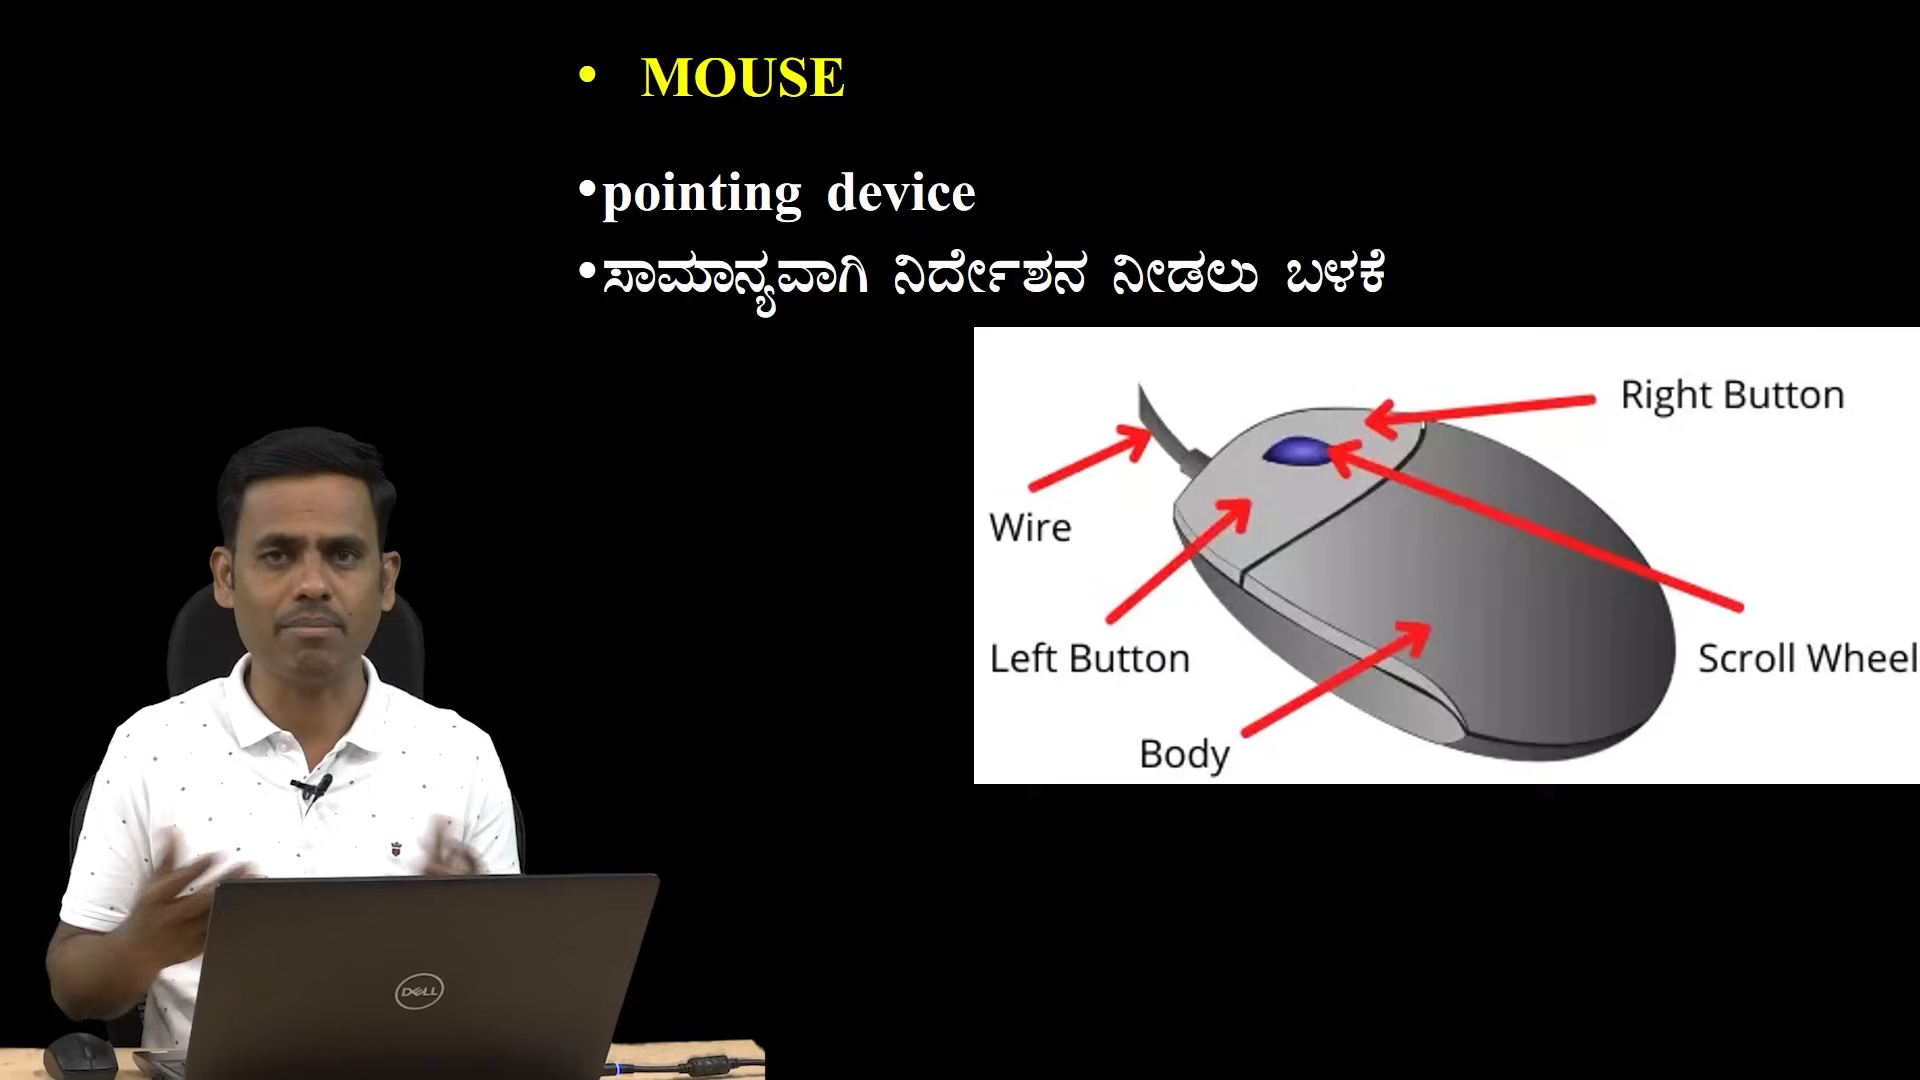 • MOUSE
•pointing device
•ಸಾಮಾನ್ಯವಾಗಿ ನಿರ್ದೇಶನ ನೀಡಲು ಬಳಕೆ
Right Button
Wire
Left Button
Scroll Wheel
Body
DELL